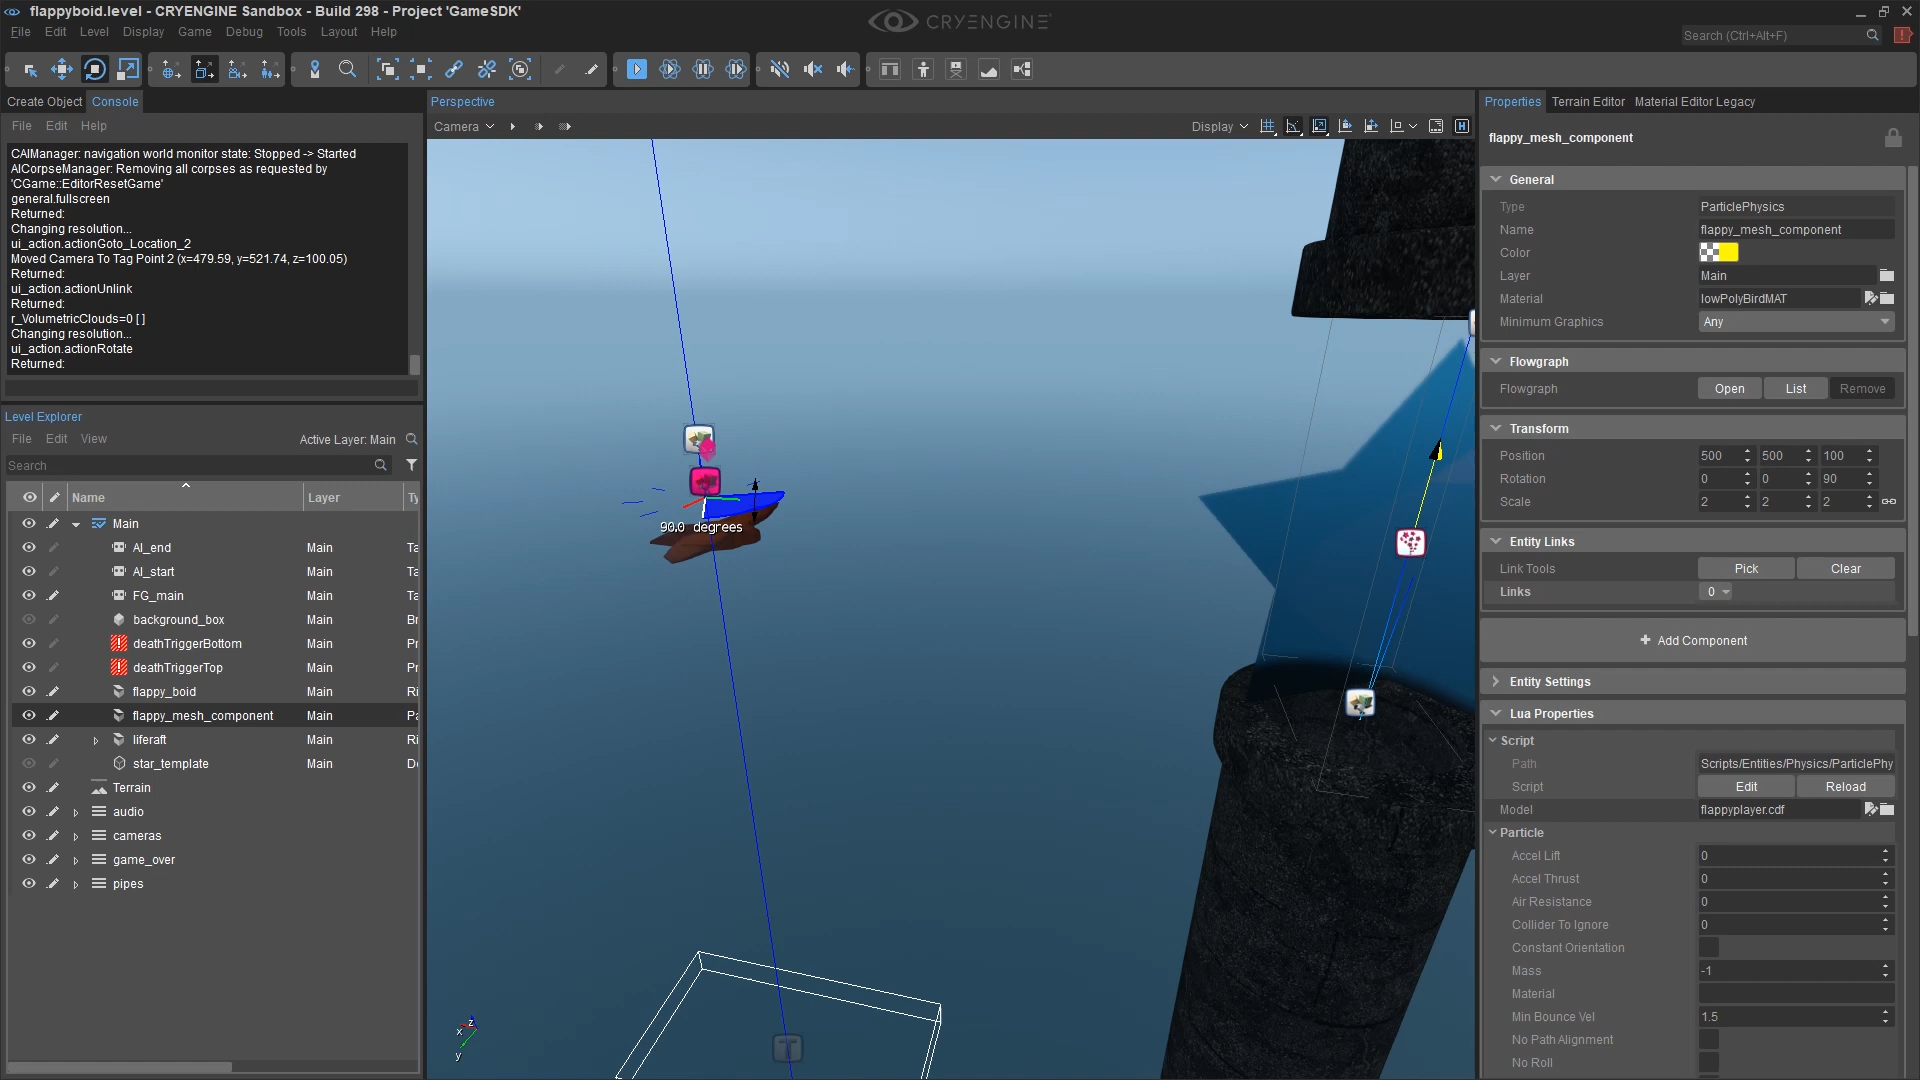 flappyboid.level - CRYENGINE Sandbox - Build 298 - Project 'GameSDK'
CRYENGINE
File Edit Level Display Game Debug Tools Layout Help
Search (Ctrl+Alt+F)
Create Object Console
File Edit Help
CAIManager: navigation world monitor state: Stopped -> Started
AICorpseManager: Removing all corpses as requested by
'CGame::EditorResetGame'
general.fullscreen
Returned:
Changing resolution...
ui_action.actionGoto_Location_2
Moved Camera To Tag Point 2 (x=479.59, y=521.74, z=100.05)
Returned:
ui_action.actionUnlink
Returned:
r_VolumetricClouds=0 [ ]
Changing resolution...
ui_action.actionRotate
Returned:
Level Explorer
File Edit View
Active Layer: Main
Search
Name Layer Ty
Main
AI_end Main Ta
AI_start Main Ta
FG_main Main Ta
background_box Main Br
deathTriggerBottom Main Pr
deathTriggerTop Main Pr
flappy_boid Main Ri
flappy_mesh_component Main Pa
liferaft Main Ri
star_template Main De
Terrain
audio
cameras
game_over
pipes
Perspective
Camera
Display
H
90.0 degrees
T
z
x
y
Properties Terrain Editor Material Editor Legacy
flappy_mesh_component
General
Type ParticlePhysics
Name flappy_mesh_component
Color
Layer Main
Material lowPolyBirdMAT
Minimum Graphics Any
Flowgraph
Flowgraph Open List Remove
Transform
Position 500 500 100
Rotation 0 0 90
Scale 2 2 2
Entity Links
Link Tools Pick Clear
Links 0
+ Add Component
Entity Settings
Lua Properties
Script
Path Scripts/Entities/Physics/ParticlePhy
Script Edit Reload
Model flappyplayer.cdf
Particle
Accel Lift 0
Accel Thrust 0
Air Resistance 0
Collider To Ignore 0
Constant Orientation
Mass -1
Material
Min Bounce Vel 1.5
No Path Alignment
No Roll